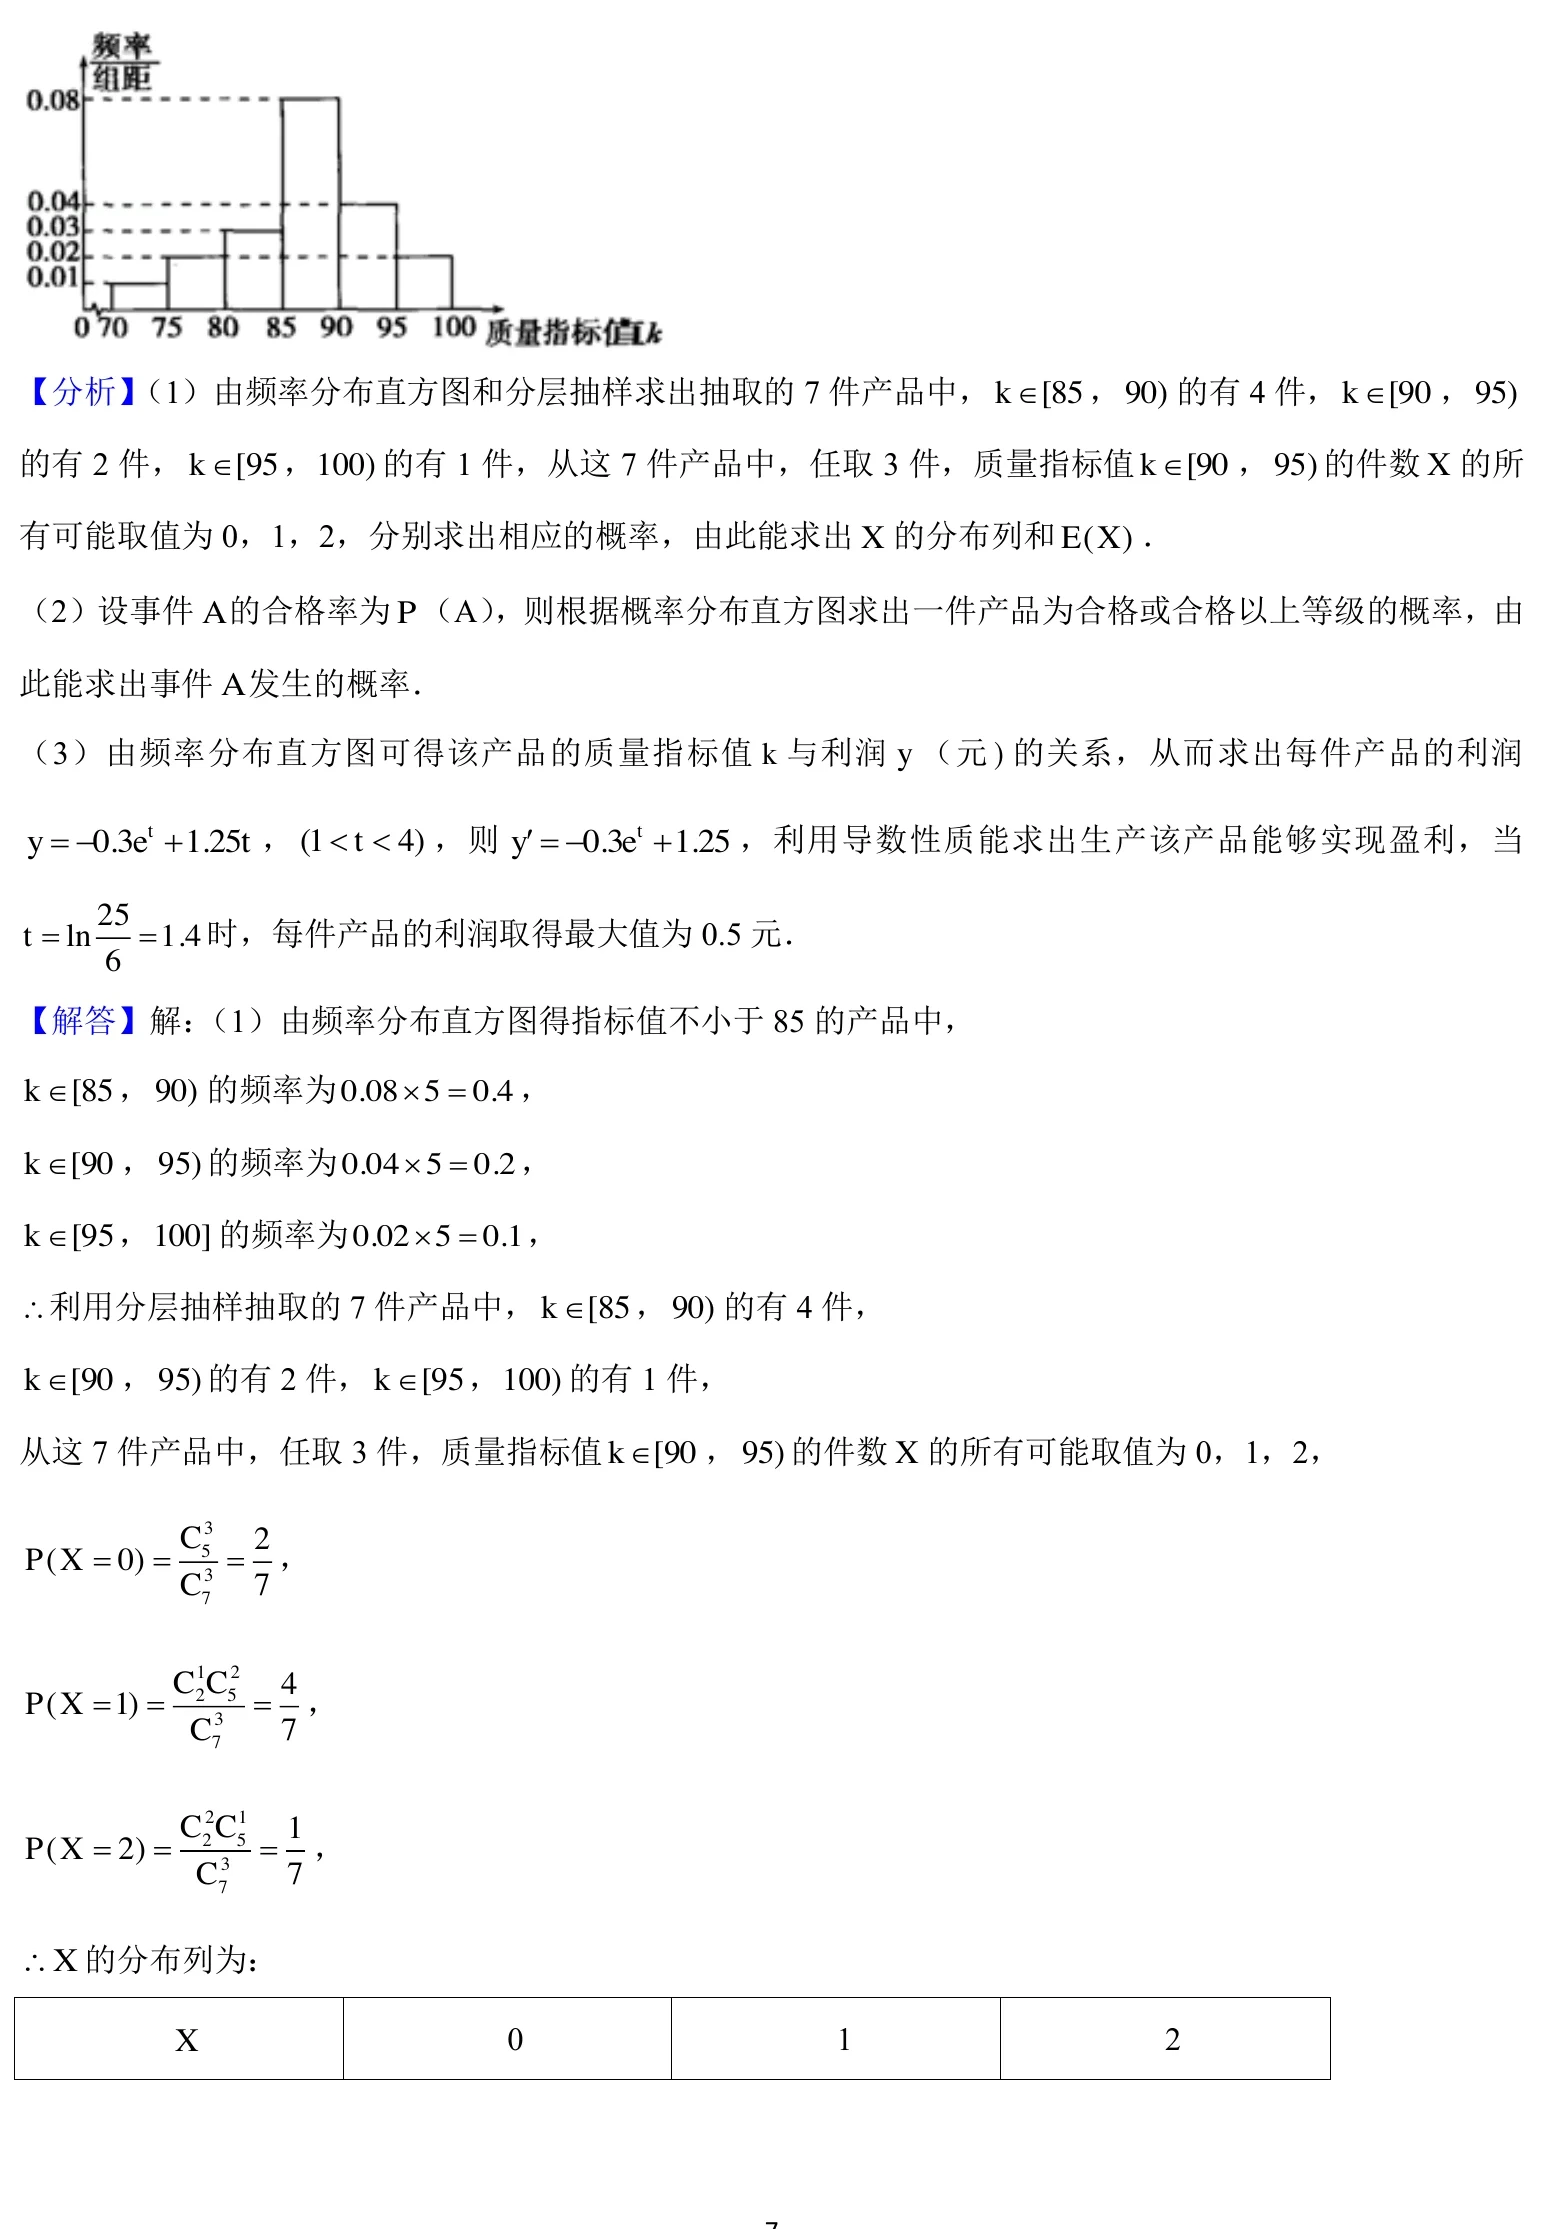 频率
组距
0.08
0.04
0.03
0.02
0.01
0 70 75 80 85 90 95 100 质量指标值k
【分析】(1)由频率分布直方图和分层抽样求出抽取的 7 件产品中，k∈[85，90) 的有 4 件，k∈[90，95)
的有 2 件，k∈[95，100) 的有 1 件，从这 7 件产品中，任取 3 件，质量指标值 k∈[90，95) 的件数 X 的所
有可能取值为 0，1，2，分别求出相应的概率，由此能求出 X 的分布列和 E(X)．
(2)设事件 A的合格率为 P（A），则根据概率分布直方图求出一件产品为合格或合格以上等级的概率，由
此能求出事件 A发生的概率．
(3)由频率分布直方图可得该产品的质量指标值 k 与利润 y（元) 的关系，从而求出每件产品的利润
y = −0.3e^t + 1.25t，(1 < t < 4)，则 y′ = −0.3e^t + 1.25，利用导数性质能求出生产该产品能够实现盈利，当
t = ln 25/6 = 1.4 时，每件产品的利润取得最大值为 0.5 元．
【解答】解：(1)由频率分布直方图得指标值不小于 85 的产品中，
k∈[85，90) 的频率为 0.08×5 = 0.4，
k∈[90，95) 的频率为 0.04×5 = 0.2，
k∈[95，100] 的频率为 0.02×5 = 0.1，
∴利用分层抽样抽取的 7 件产品中，k∈[85，90) 的有 4 件，
k∈[90，95) 的有 2 件，k∈[95，100) 的有 1 件，
从这 7 件产品中，任取 3 件，质量指标值 k∈[90，95) 的件数 X 的所有可能取值为 0，1，2，
P(X = 0) = C_5^3/C_7^3 = 2/7，
P(X = 1) = C_2^1C_5^2/C_7^3 = 4/7，
P(X = 2) = C_2^2C_5^1/C_7^3 = 1/7，
∴X 的分布列为：
X 0 1 2